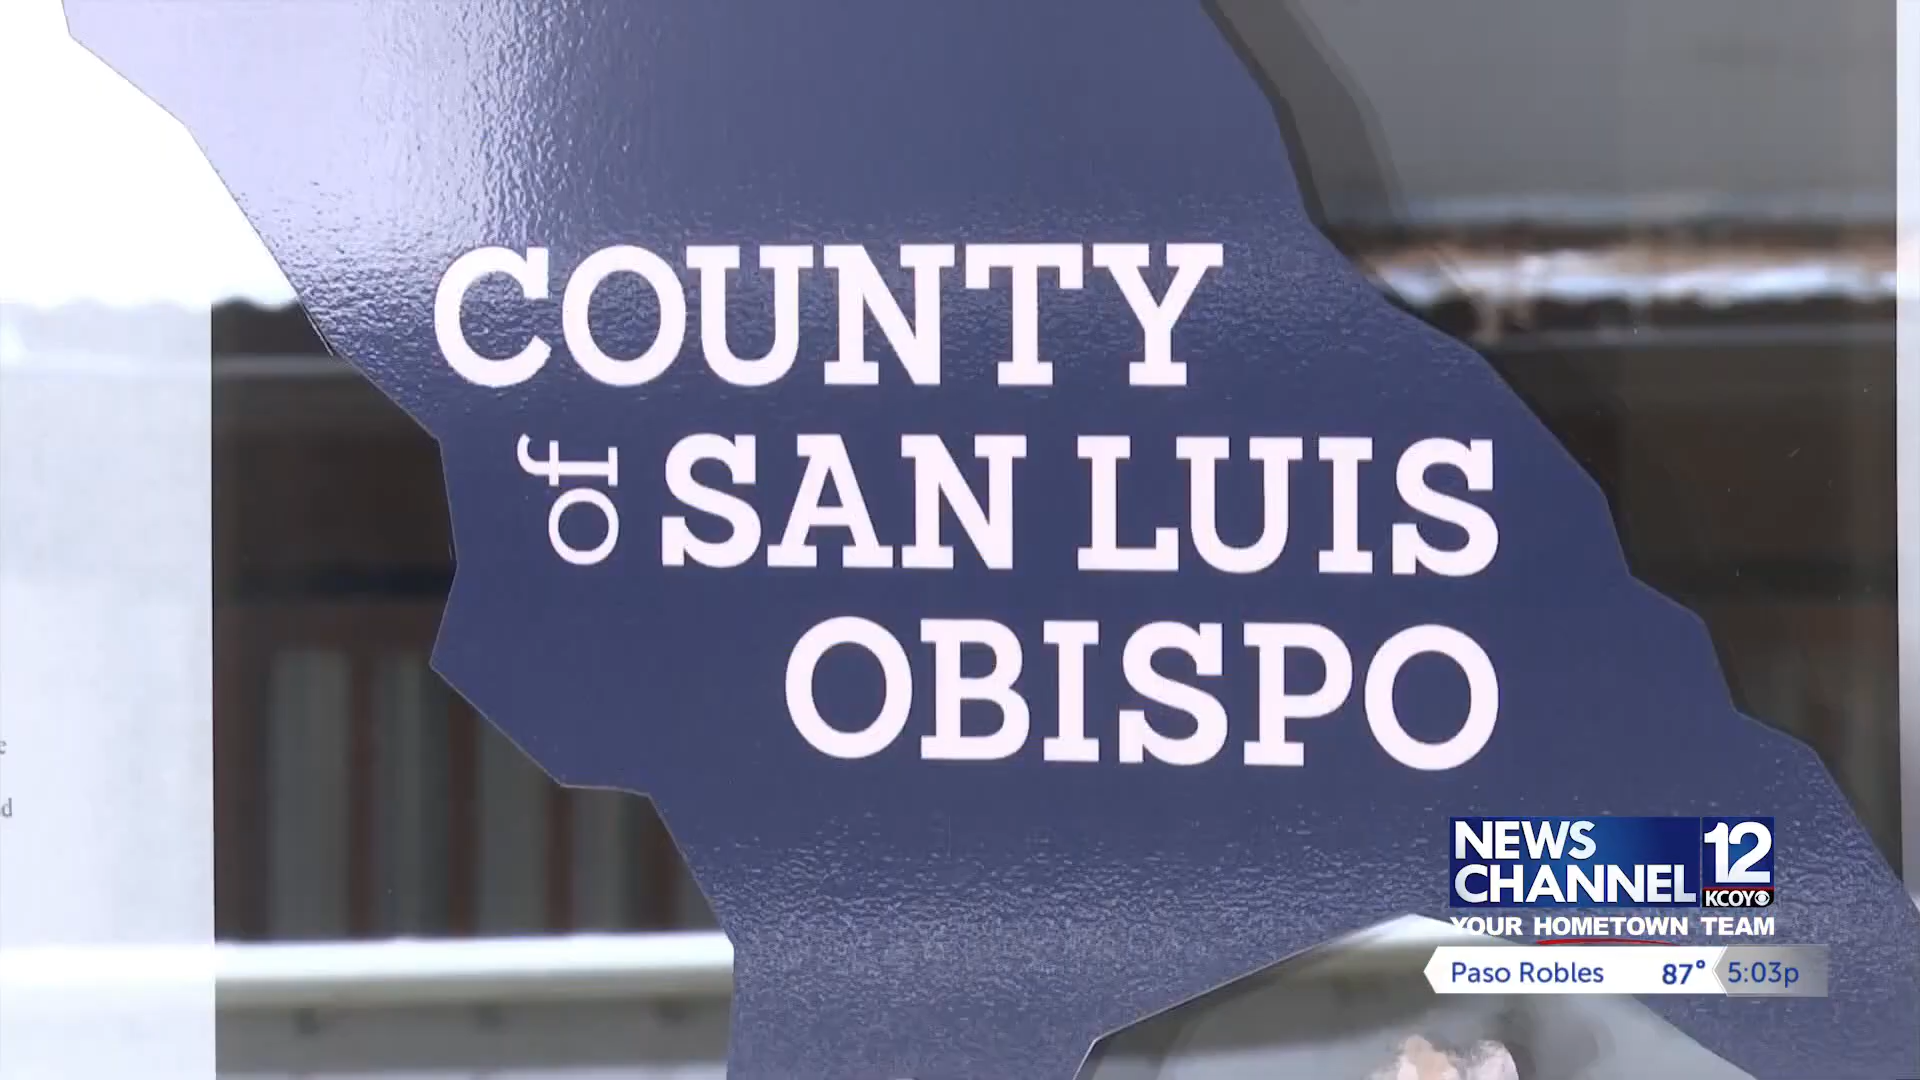 COUNTY
of SAN LUIS
OBISPO
NEWS
CHANNEL 12
KCOY
YOUR HOMETOWN TEAM
Paso Robles 87° 5:03p